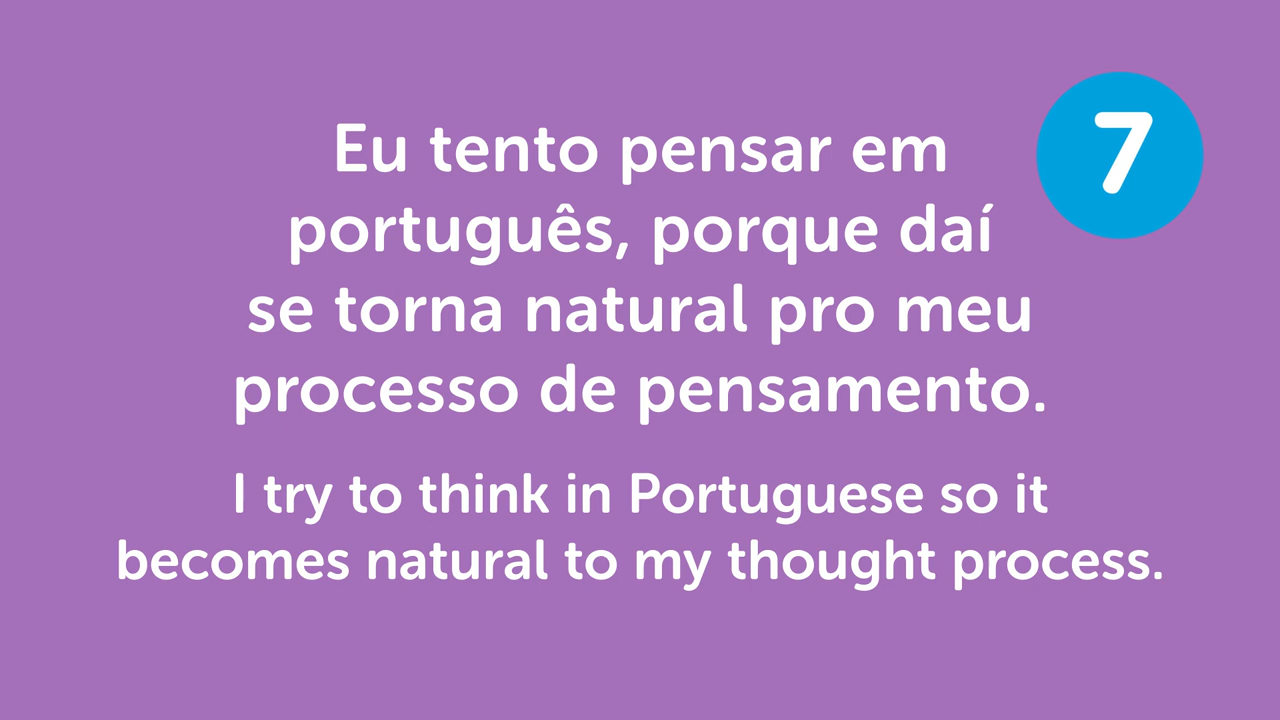 Eu tento pensar em
português, porque daí
se torna natural pro meu
processo de pensamento.
7
I try to think in Portuguese so it
becomes natural to my thought process.